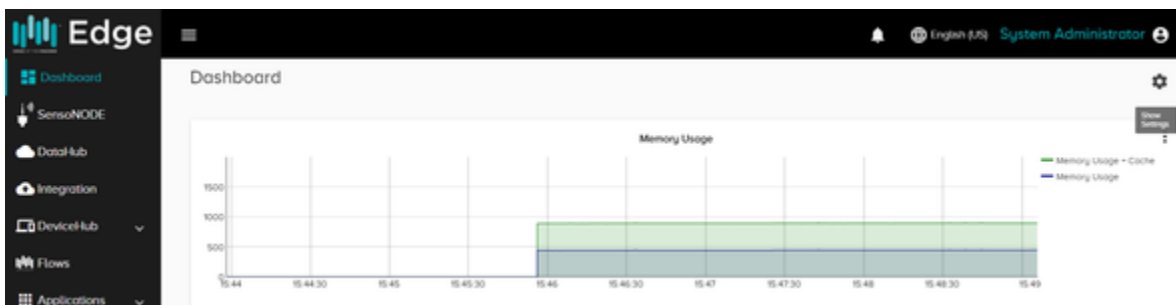 Edge
English (US) System Administrator
Dashboard
SensoNODE
DataHub
Integration
DeviceHub
Flows
Applications
Dashboard
Show
Settings
Memory Usage
Memory Usage + Cache
Memory Usage
1500
1000
500
0
15:44 15:44:30 15:45 15:45:30 15:46 15:46:30 15:47 15:47:30 15:48 15:48:30 15:49